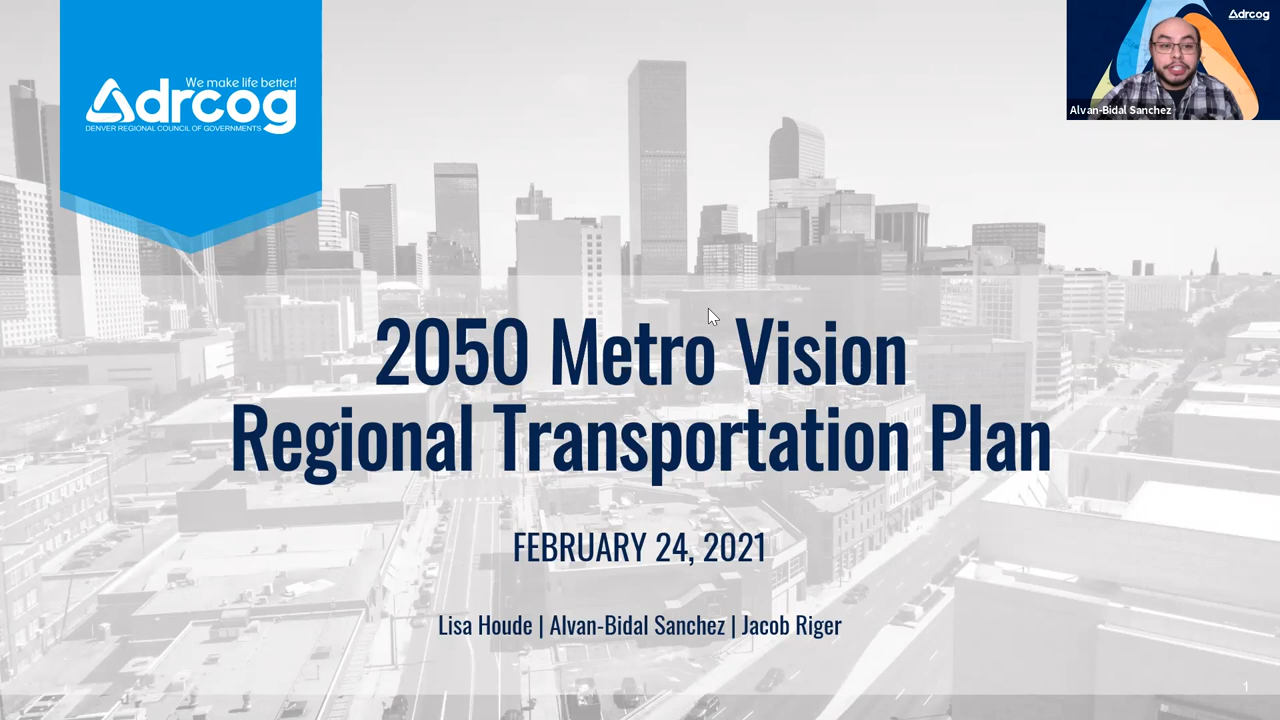 We make life better!
drcog
DENVER REGIONAL COUNCIL OF GOVERNMENTS
drcog
Alvan-Bidal Sanchez
2050 Metro Vision
Regional Transportation Plan
FEBRUARY 24, 2021
Lisa Houde | Alvan-Bidal Sanchez | Jacob Riger
1